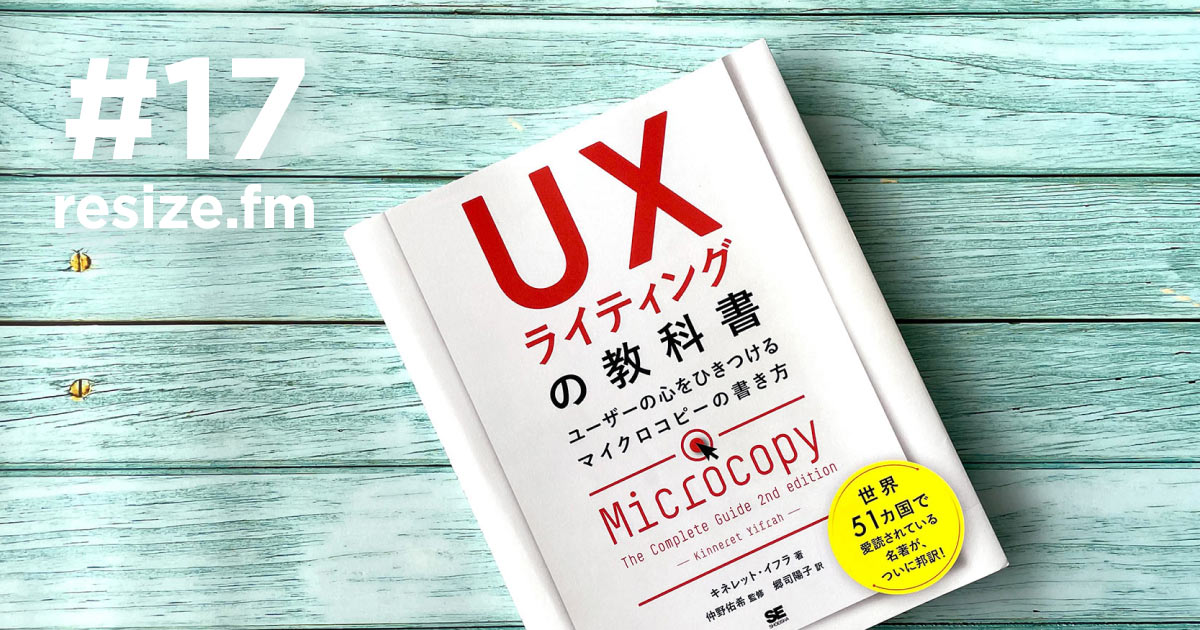 #17
resize.fm
UX
ライティング
の教科書
ユーザーの心をひきつける
マイクロコピーの書き方
Microcopy
The Complete Guide 2nd edition
— Kinneret Yifrah —
キネレット・イフラ 著
仲野佑希 監修 郷司陽子 訳
SE
SHOEISHA
世界
51カ国で
愛読されている
名著が、
ついに邦訳!